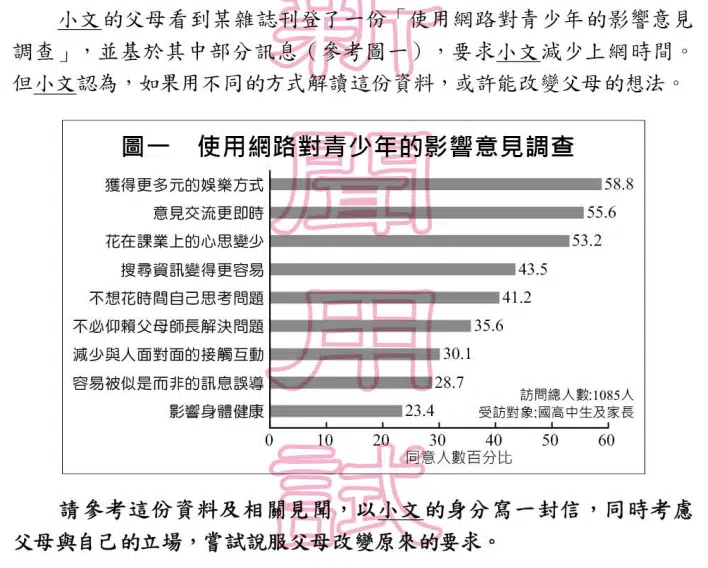 小文的父母看到某雜誌刊登了一份「使用網路對青少年的影響意見
調查」，並基於其中部分訊息（參考圖一），要求小文減少上網時間。
但小文認為，如果用不同的方式解讀這份資料，或許能改變父母的想法。
圖一　使用網路對青少年的影響意見調查
獲得更多元的娛樂方式 58.8
意見交流更即時 55.6
花在課業上的心思變少 53.2
搜尋資訊變得更容易 43.5
不想花時間自己思考問題 41.2
不必仰賴父母師長解決問題 35.6
減少與人面對面的接觸互動 30.1
容易被似是而非的訊息誤導 28.7
影響身體健康 23.4
訪問總人數:1085人
受訪對象:國高中生及家長
0 10 20 30 40 50 60
同意人數百分比
請參考這份資料及相關見聞，以小文的身分寫一封信，同時考慮
父母與自己的立場，嘗試說服父母改變原來的要求。
新聞用試